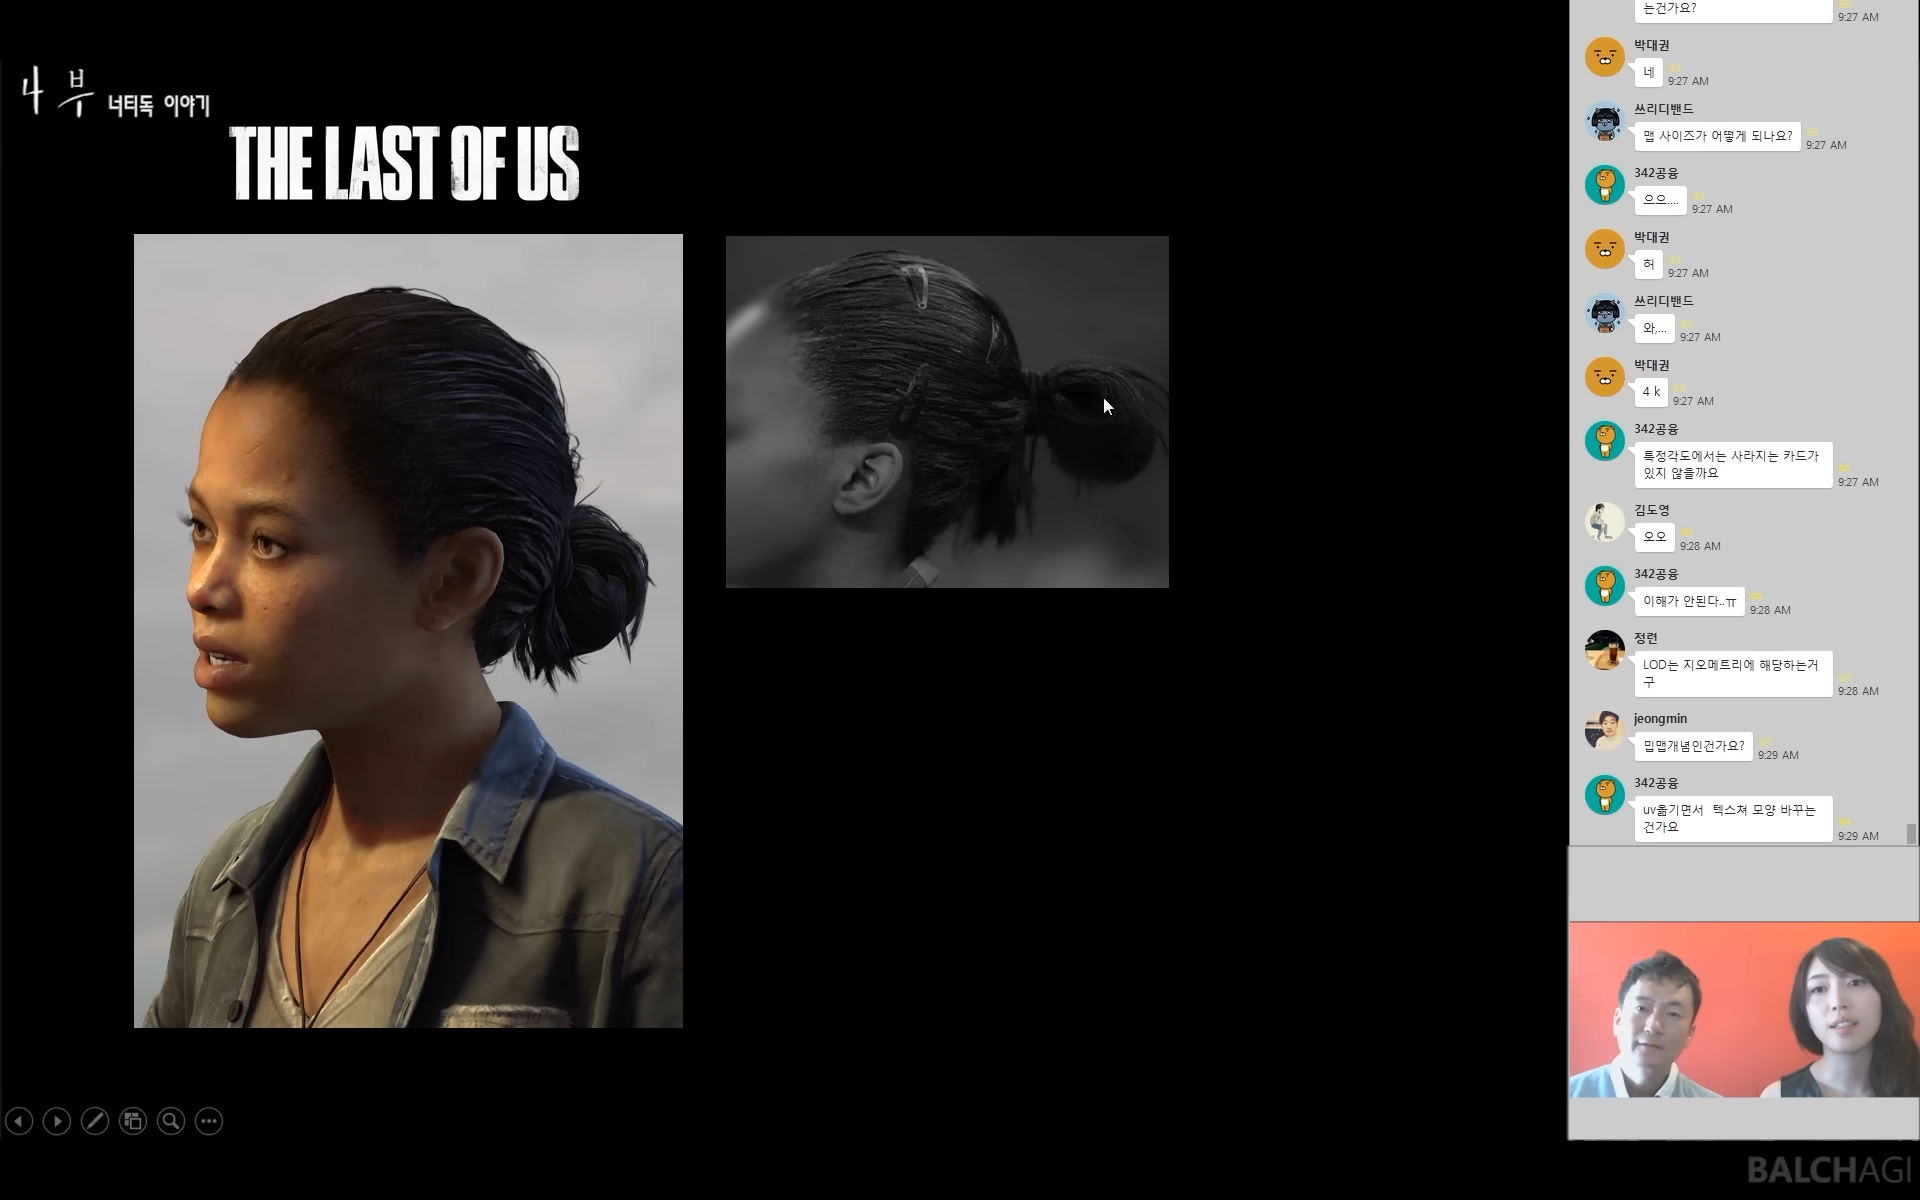 4 부 너티독 이야기
THE LAST OF US
는건가요?
9:27 AM
박대권
네
9:27 AM
쓰리디밴드
맵 사이즈가 어떻게 되나요?
9:27 AM
342공융
으으....
9:27 AM
박대권
허
9:27 AM
쓰리디밴드
와,...
9:27 AM
박대권
4 k
9:27 AM
342공융
특정각도에서는 사라지는 카드가
있지 않을까요
9:27 AM
김도영
오오
9:28 AM
342공융
이해가 안된다..ㅠ
9:28 AM
정련
LOD는 지오메트리에 해당하는거
구
9:28 AM
jeongmin
밉맵개념인건가요?
9:29 AM
342공융
uv옮기면서  텍스쳐 모양 바꾸는
건가요
9:29 AM
BALCHAGI